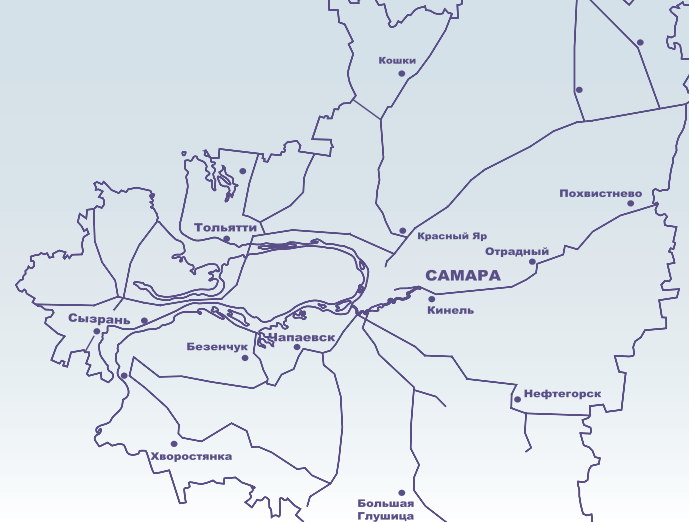 Кошки
Похвистнево
Тольятти
Красный Яр
Отрадный
САМАРА
Кинель
Сызрань
Чапаевск
Безенчук
Нефтегорск
Хворостянка
Большая
Глушица